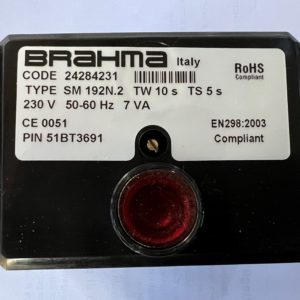 BRAHMA Italy
RoHS
Compliant
CODE 24284231
TYPE SM 192N.2 TW 10 s TS 5 s
230 V 50-60 Hz 7 VA
CE 0051 EN298:2003
PIN 51BT3691 Compliant